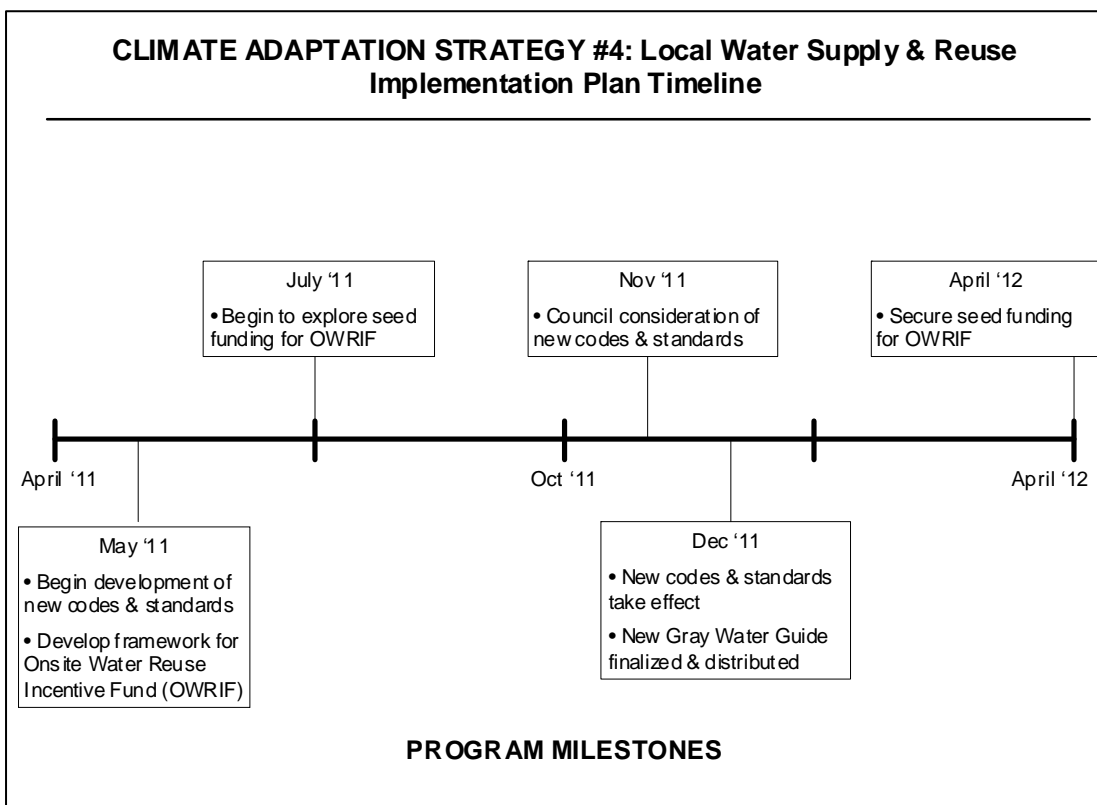 CLIMATE ADAPTATION STRATEGY #4: Local Water Supply & Reuse
Implementation Plan Timeline
July ‘11
• Begin to explore seed
funding for OWRIF
Nov ‘11
• Council consideration of
new codes & standards
April ‘12
• Secure seed funding
for OWRIF
April ‘11
Oct ‘11
April ‘12
May ‘11
• Begin development of
new codes & standards
• Develop framework for
Onsite Water Reuse
Incentive Fund (OWRIF)
Dec ‘11
• New codes & standards
take effect
• New Gray Water Guide
finalized & distributed
PROGRAM MILESTONES